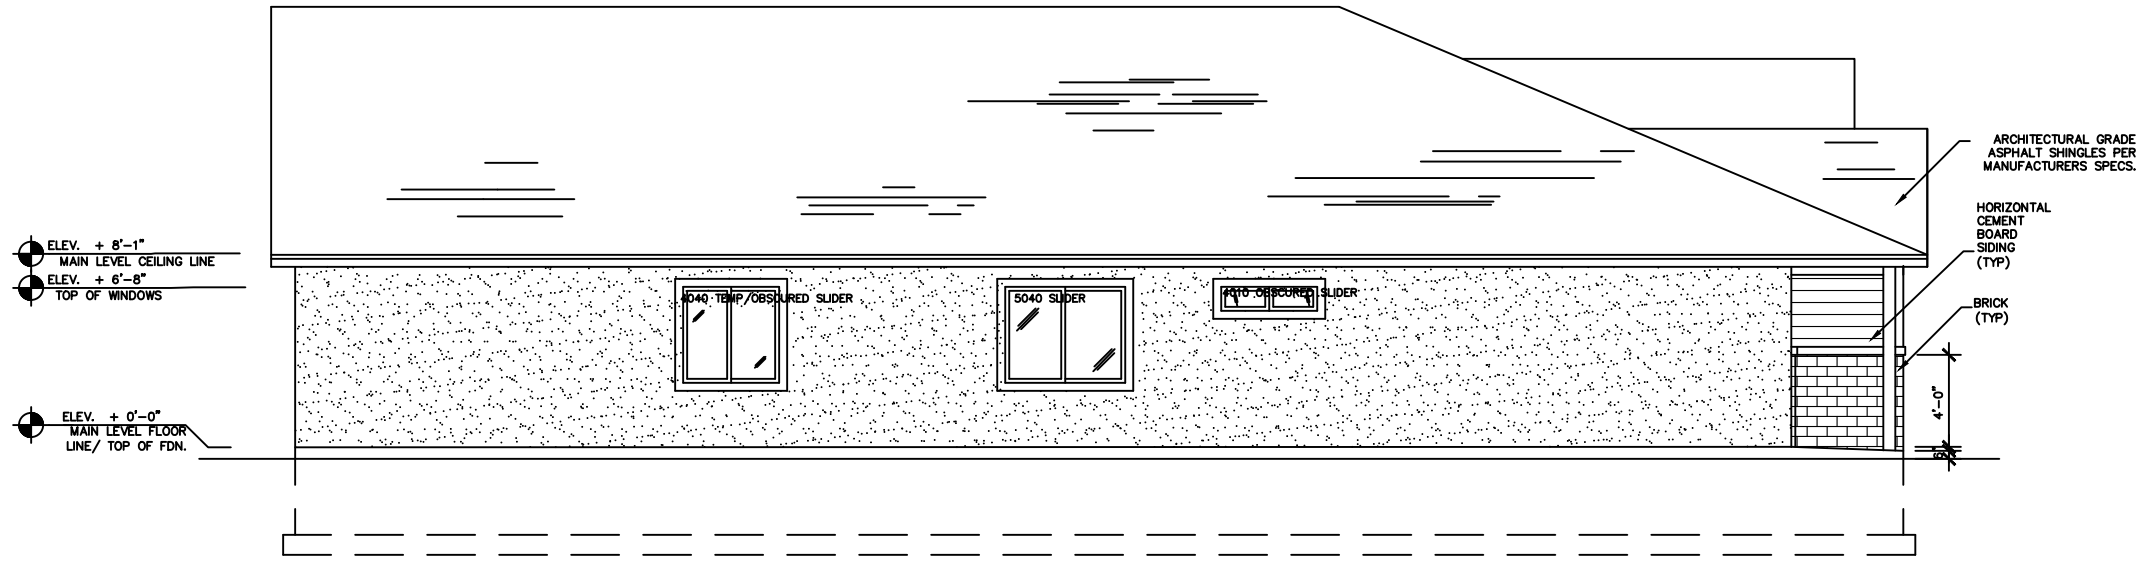 ARCHITECTURAL GRADE
ASPHALT SHINGLES PER
MANUFACTURERS SPECS.
HORIZONTAL
CEMENT
BOARD
SIDING
(TYP)
BRICK
(TYP)
ELEV. + 8'-1"
MAIN LEVEL CEILING LINE
ELEV. + 6'-8"
TOP OF WINDOWS
4040 TEMP/OBSCURED SLIDER
5040 SLIDER
4010 OBSCURED SLIDER
ELEV. + 0'-0"
MAIN LEVEL FLOOR
LINE/ TOP OF FDN.
4'-0"
6"